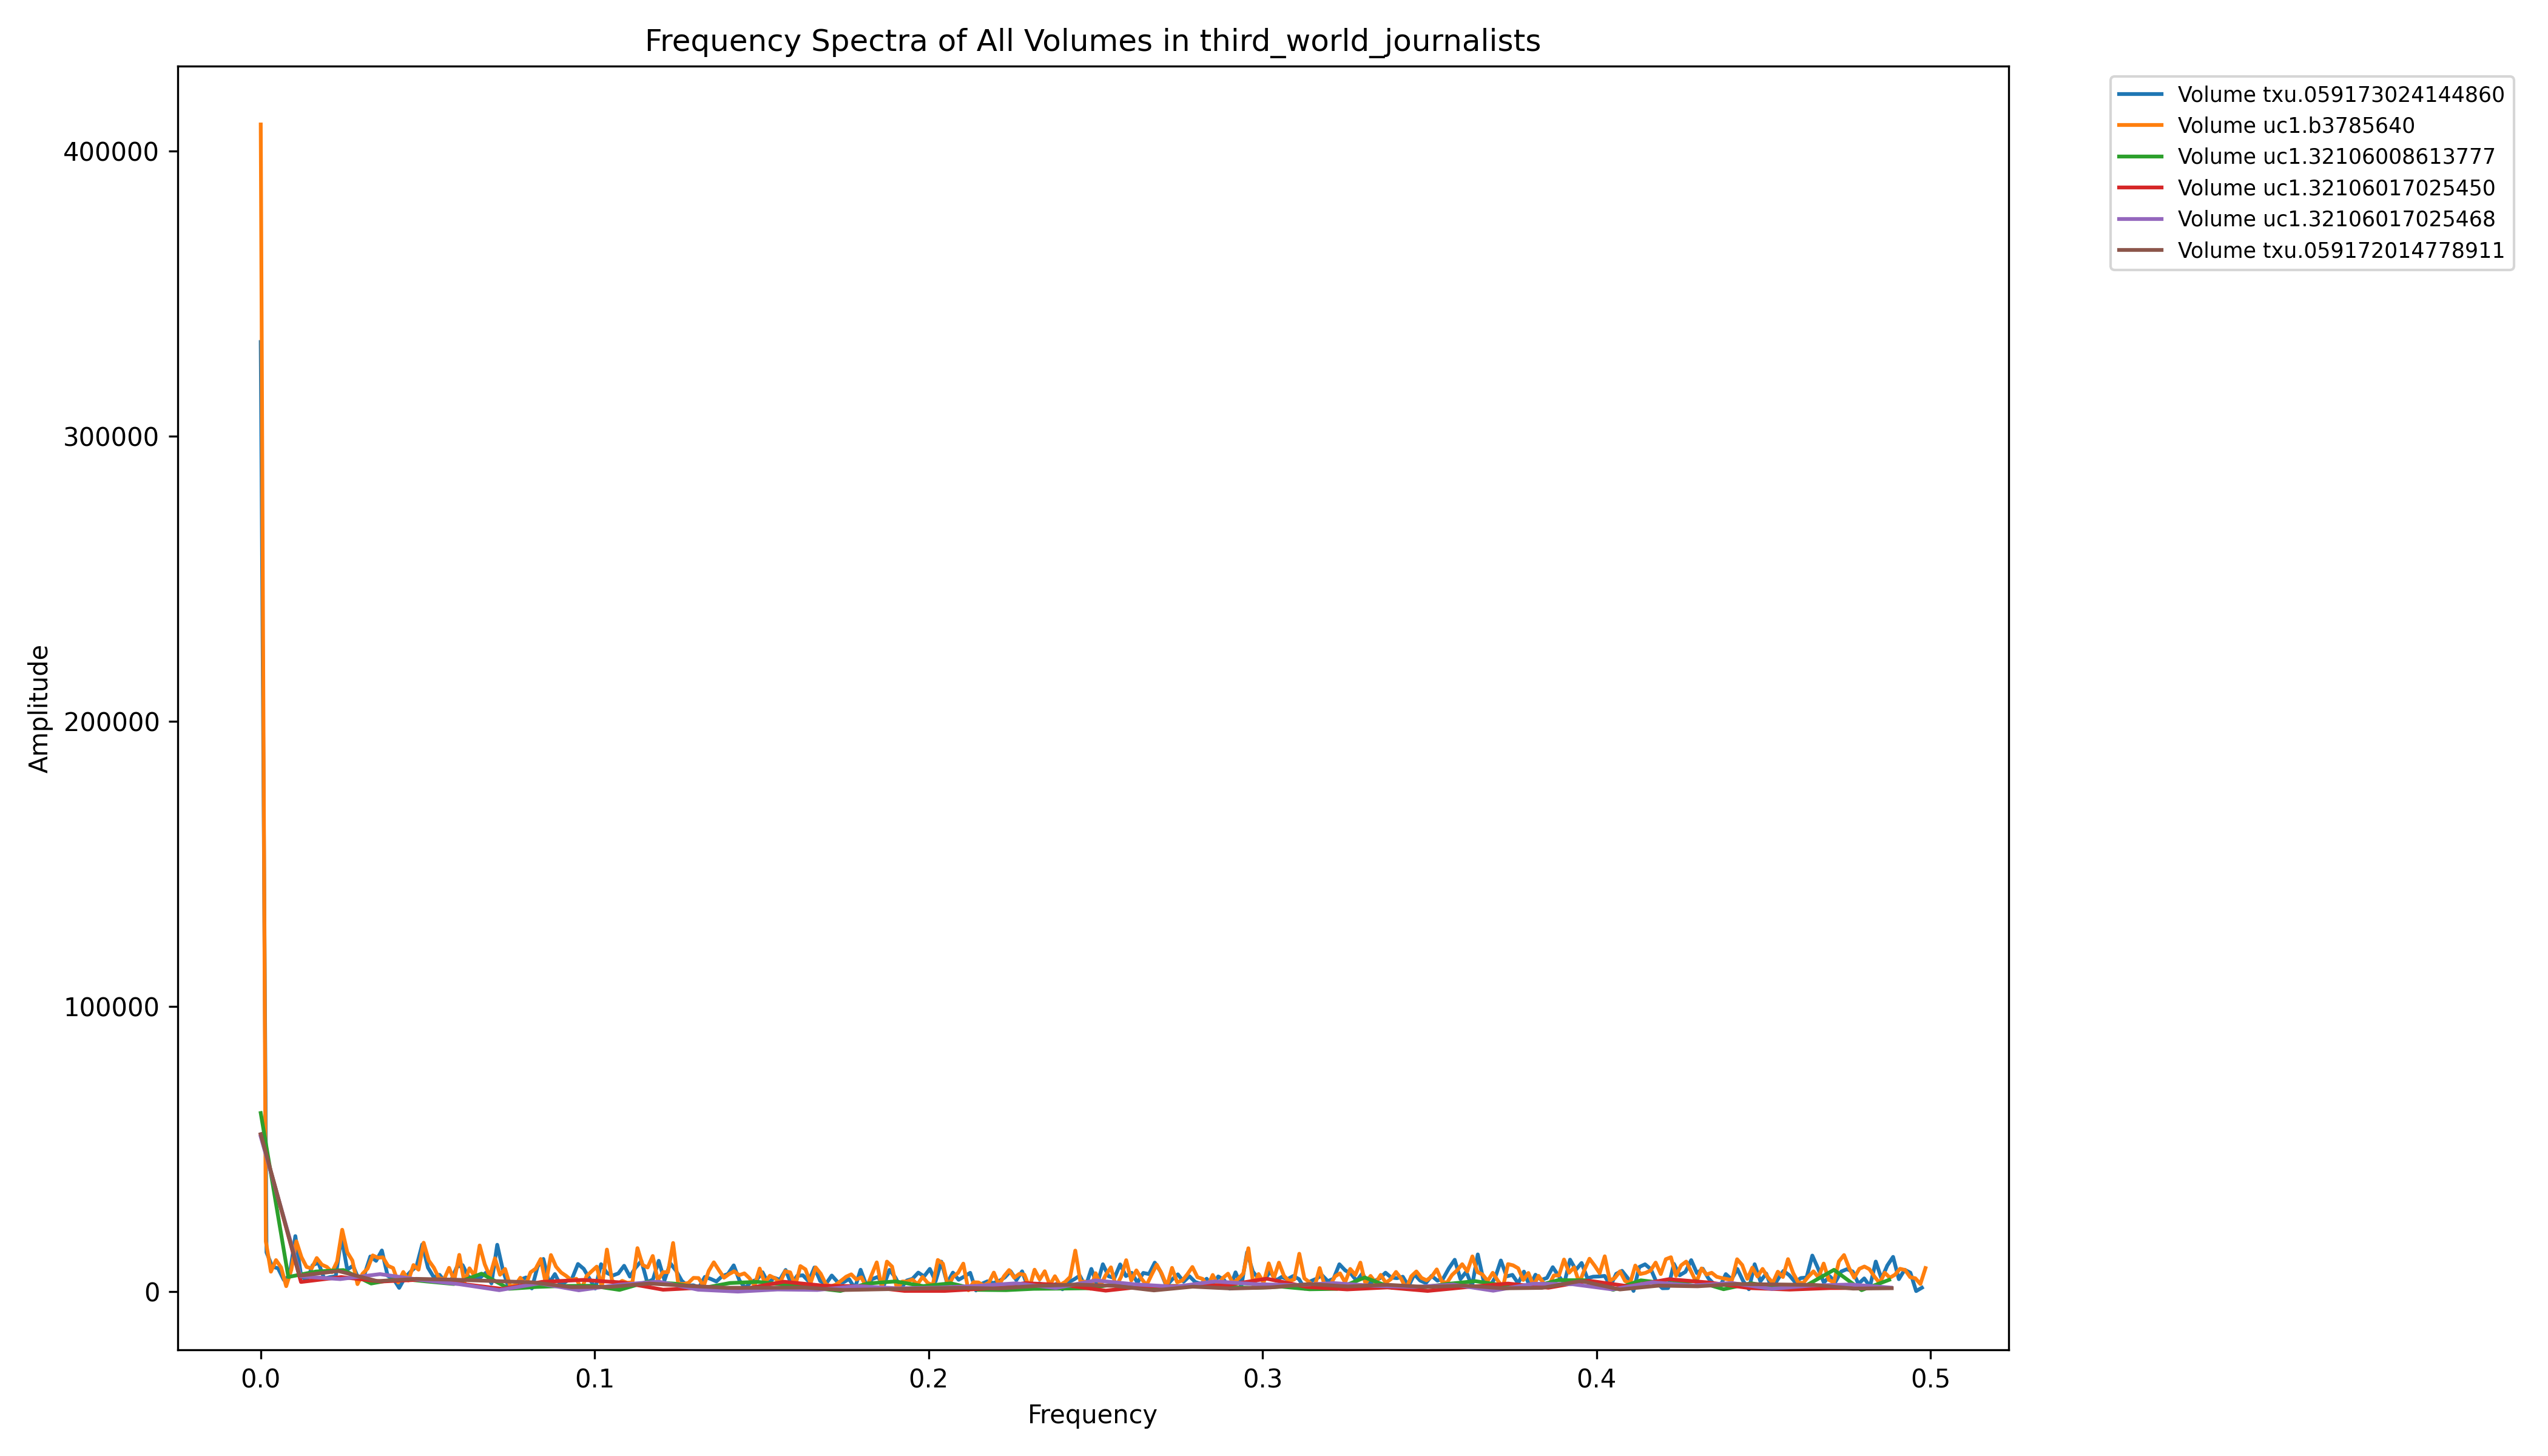 Frequency Spectra of All Volumes in third_world_journalists
Volume txu.059173024144860
Volume uc1.b3785640
Volume uc1.32106008613777
Volume uc1.32106017025450
Volume uc1.32106017025468
Volume txu.059172014778911
Amplitude
400000
300000
200000
100000
0
0.0 0.1 0.2 0.3 0.4 0.5
Frequency